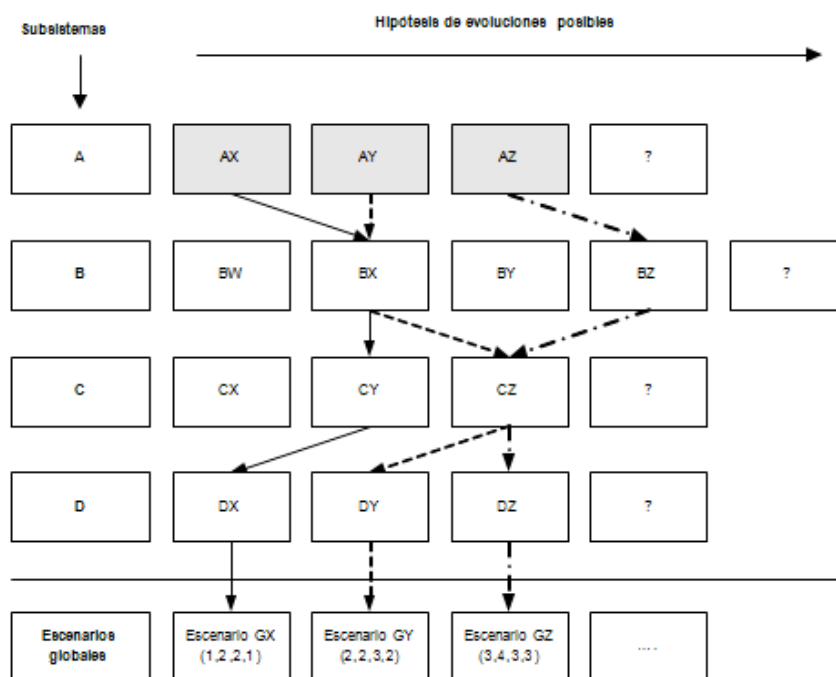 Subsistemas
Hipótesis de evoluciones posibles
A
AX
AY
AZ
?
B
BW
BX
BY
BZ
?
C
CX
CY
CZ
?
D
DX
DY
DZ
?
Escenarios
globales
Escenario GX
(1,2,2,1)
Escenario GY
(2,2,3,2)
Escenario GZ
(3,4,3,3)
....